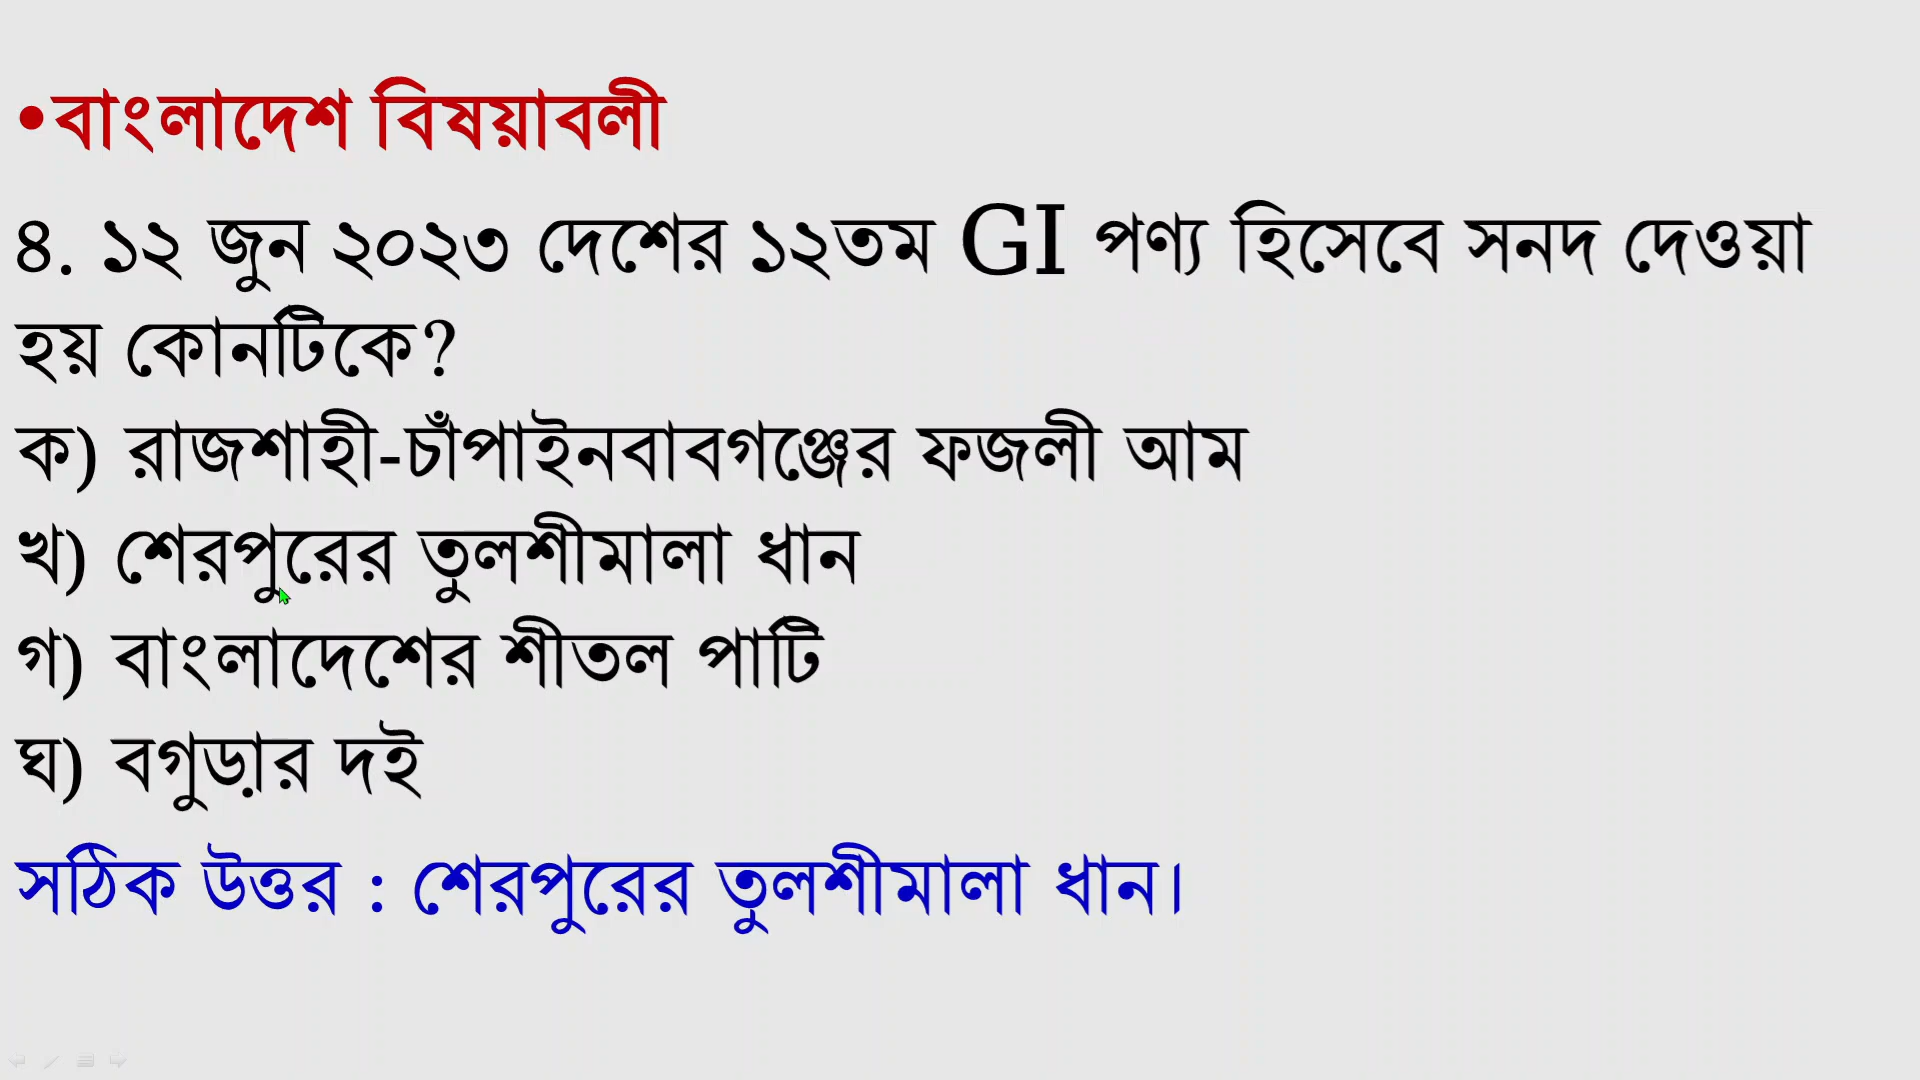 •বাংলাদেশ বিষয়াবলী
৪. ১২ জুন ২০২৩ দেশের ১২তম GI পণ্য হিসেবে সনদ দেওয়া
হয় কোনটিকে?
ক) রাজশাহী-চাঁপাইনবাবগঞ্জের ফজলী আম
খ) শেরপুরের তুলশীমালা ধান
গ) বাংলাদেশের শীতল পাটি
ঘ) বগুড়ার দই
সঠিক উত্তর : শেরপুরের তুলশীমালা ধান।